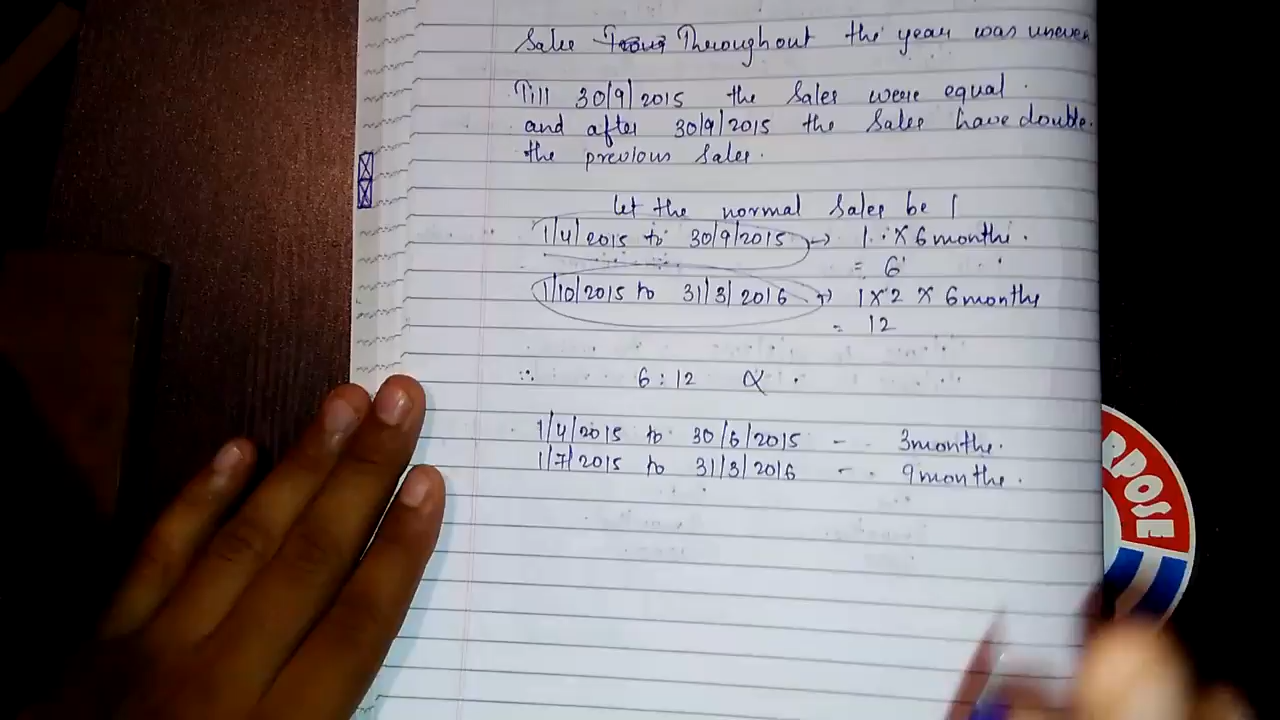 Sales Throughout the year was uneven
Till 30/9/2015 the sales were equal.
and after 30/9/2015 the sales have double.
the previous sales.
Let the normal sales be 1
1/4/2015 to 30/9/2015 → 1 × 6 months.
= 6
1/10/2015 to 31/3/2016 → 1 × 2 × 6 months
= 12
∴ 6 : 12 X .
1/4/2015 to 30/6/2015 - - 3 months.
1/7/2015 to 31/3/2016 - - 9 months.
RPOSE